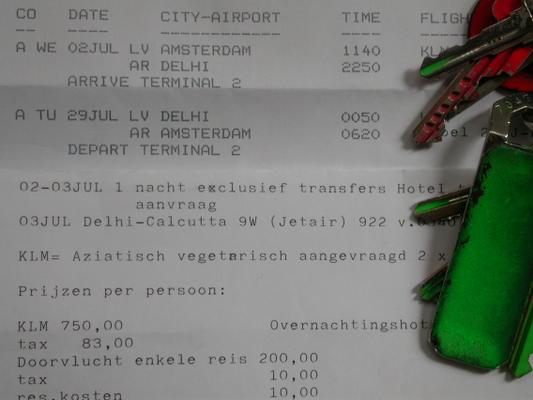 CO DATE CITY-AIRPORT TIME FLIGH
A WE 02JUL LV AMSTERDAM 1140 KLM
AR DELHI 2250
ARRIVE TERMINAL 2
A TU 29JUL LV DELHI 0050
AR AMSTERDAM 0620
DEPART TERMINAL 2
02-03JUL 1 nacht exclusief transfers Hotel
aanvraag
03JUL Delhi-Calcutta 9W (Jetair) 922 v.0540
KLM= Aziatisch vegetarisch aangevraagd 2 x
Prijzen per persoon:
KLM 750,00 Overnachtingshot
tax 83,00
Doorvlucht enkele reis 200,00
tax 10,00
res.kosten 10,00